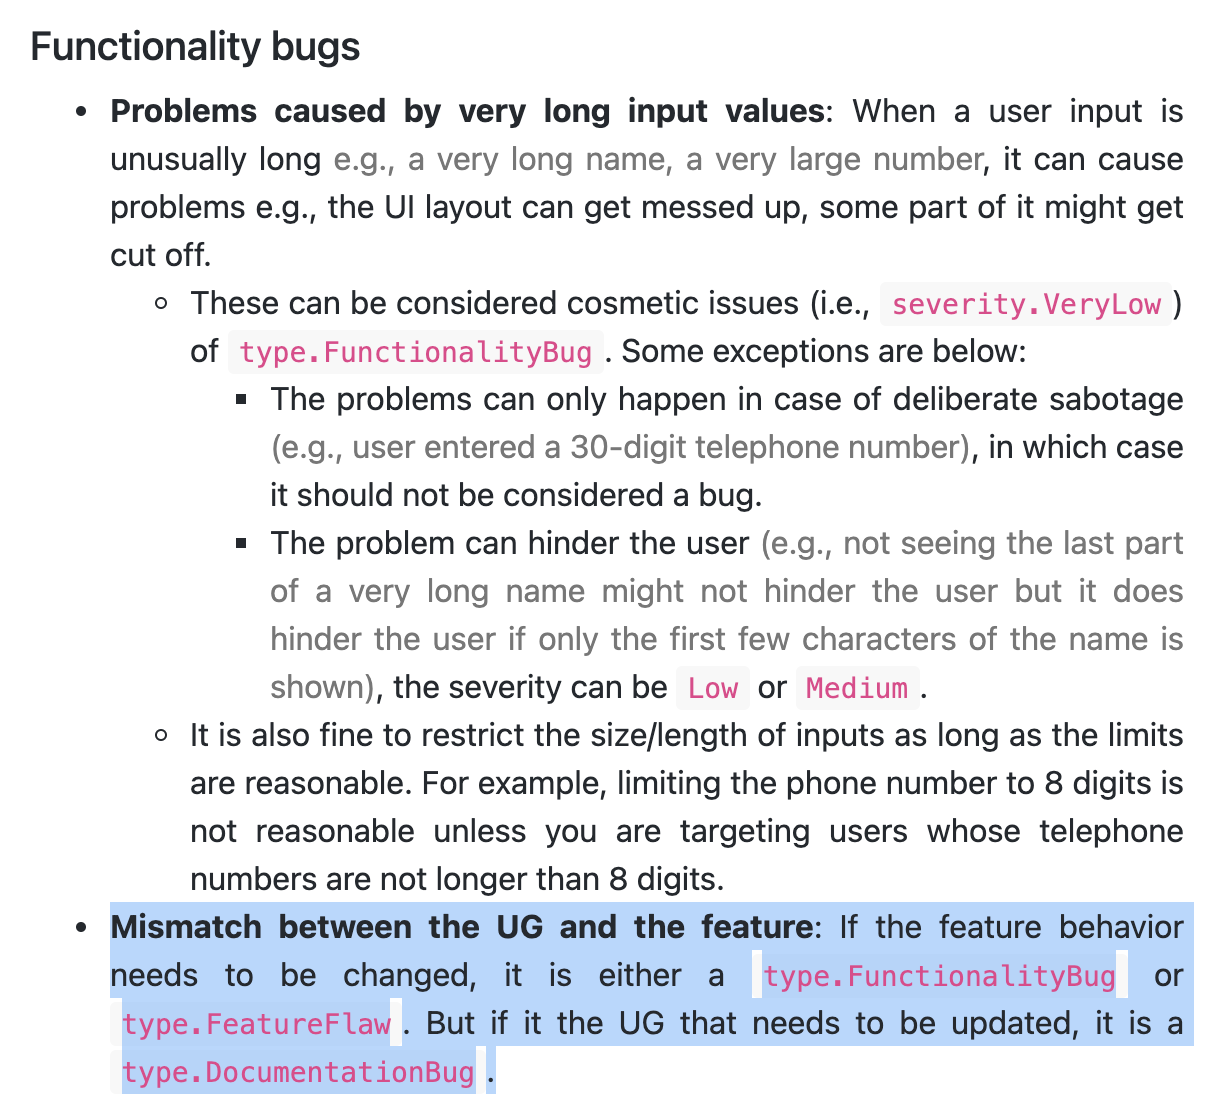 Functionality bugs
• Problems caused by very long input values: When a user input is
unusually long e.g., a very long name, a very large number, it can cause
problems e.g., the UI layout can get messed up, some part of it might get
cut off.
◦ These can be considered cosmetic issues (i.e., severity.VeryLow)
of type.FunctionalityBug. Some exceptions are below:
▪ The problems can only happen in case of deliberate sabotage
(e.g., user entered a 30-digit telephone number), in which case
it should not be considered a bug.
▪ The problem can hinder the user (e.g., not seeing the last part
of a very long name might not hinder the user but it does
hinder the user if only the first few characters of the name is
shown), the severity can be Low or Medium.
◦ It is also fine to restrict the size/length of inputs as long as the limits
are reasonable. For example, limiting the phone number to 8 digits is
not reasonable unless you are targeting users whose telephone
numbers are not longer than 8 digits.
• Mismatch between the UG and the feature: If the feature behavior
needs to be changed, it is either a type.FunctionalityBug or
type.FeatureFlaw. But if it the UG that needs to be updated, it is a
type.DocumentationBug.